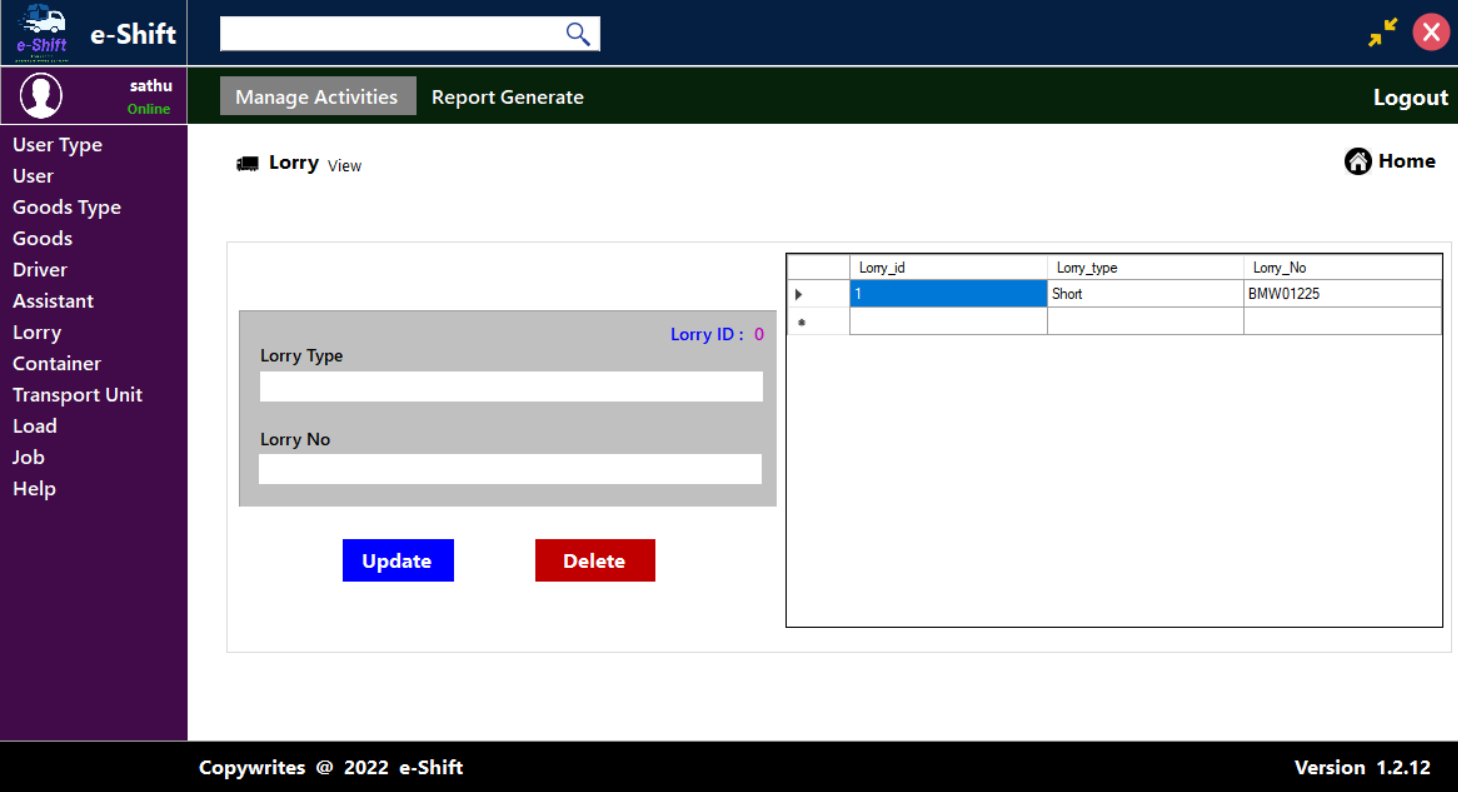 e-Shift
e-Shift
sathu
Online
Manage Activities
Report Generate
Logout
User Type
User
Goods Type
Goods
Driver
Assistant
Lorry
Container
Transport Unit
Load
Job
Help
Lorry View
Home
Lorry ID : 0
Lorry Type
Lorry No
Update
Delete
Lorry_id Lorry_type Lorry_No
1 Short BMW01225
Copywrites @ 2022 e-Shift
Version 1.2.12